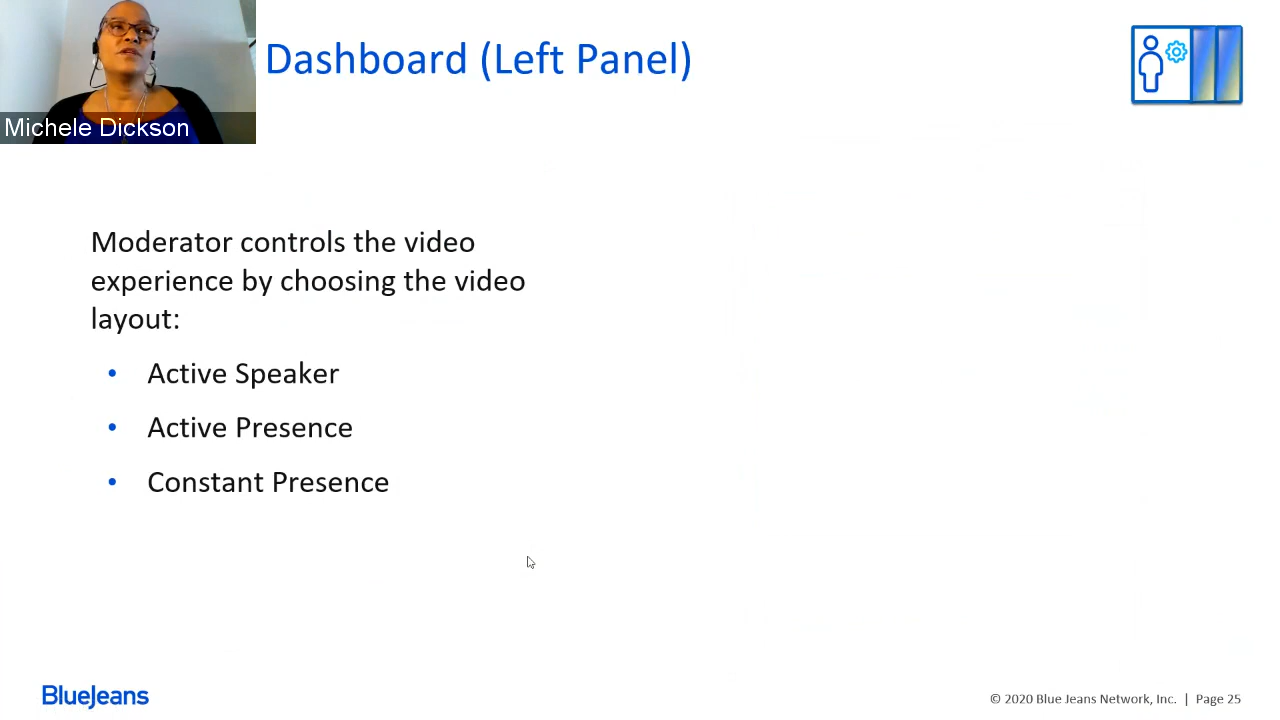 Dashboard (Left Panel)
Michele Dickson
Moderator controls the video
experience by choosing the video
layout:
• Active Speaker
• Active Presence
• Constant Presence
BlueJeans
© 2020 Blue Jeans Network, Inc. | Page 25